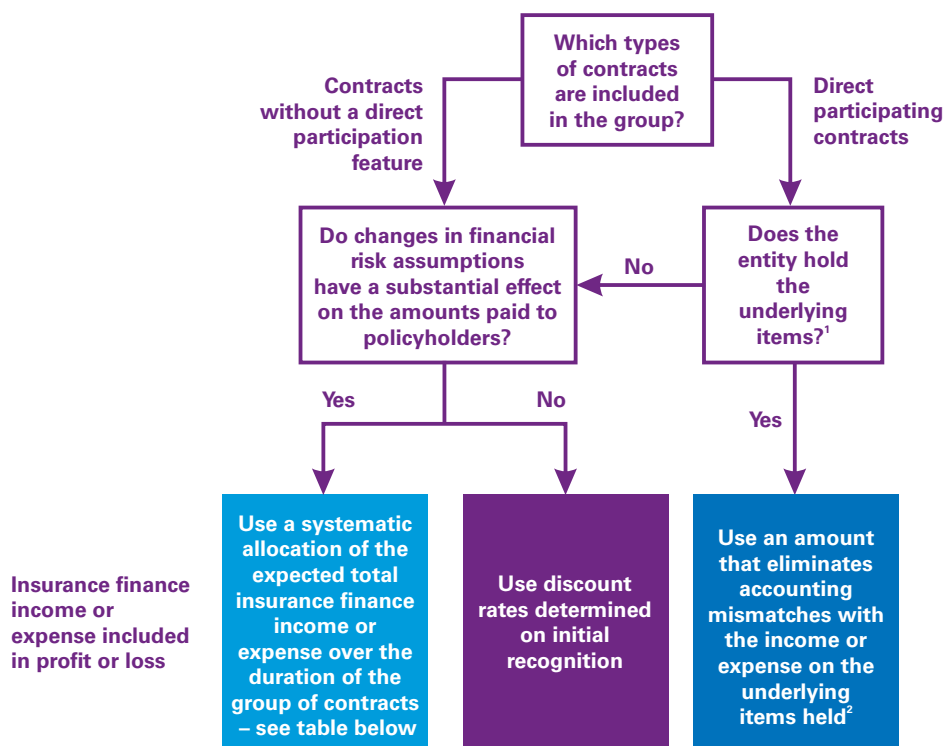 Which types
of contracts
are included
in the group?
Contracts
without a direct
participation
feature
Direct
participating
contracts
Do changes in financial
risk assumptions
have a substantial effect
on the amounts paid to
policyholders?
No
Does the
entity hold
the
underlying
items?¹
Yes
No
Yes
Insurance finance
income or
expense included
in profit or loss
Use a systematic
allocation of the
expected total
insurance finance
income or
expense over the
duration of the
group of contracts
– see table below
Use discount
rates determined
on initial
recognition
Use an amount
that eliminates
accounting
mismatches with
the income or
expense on the
underlying
items held²